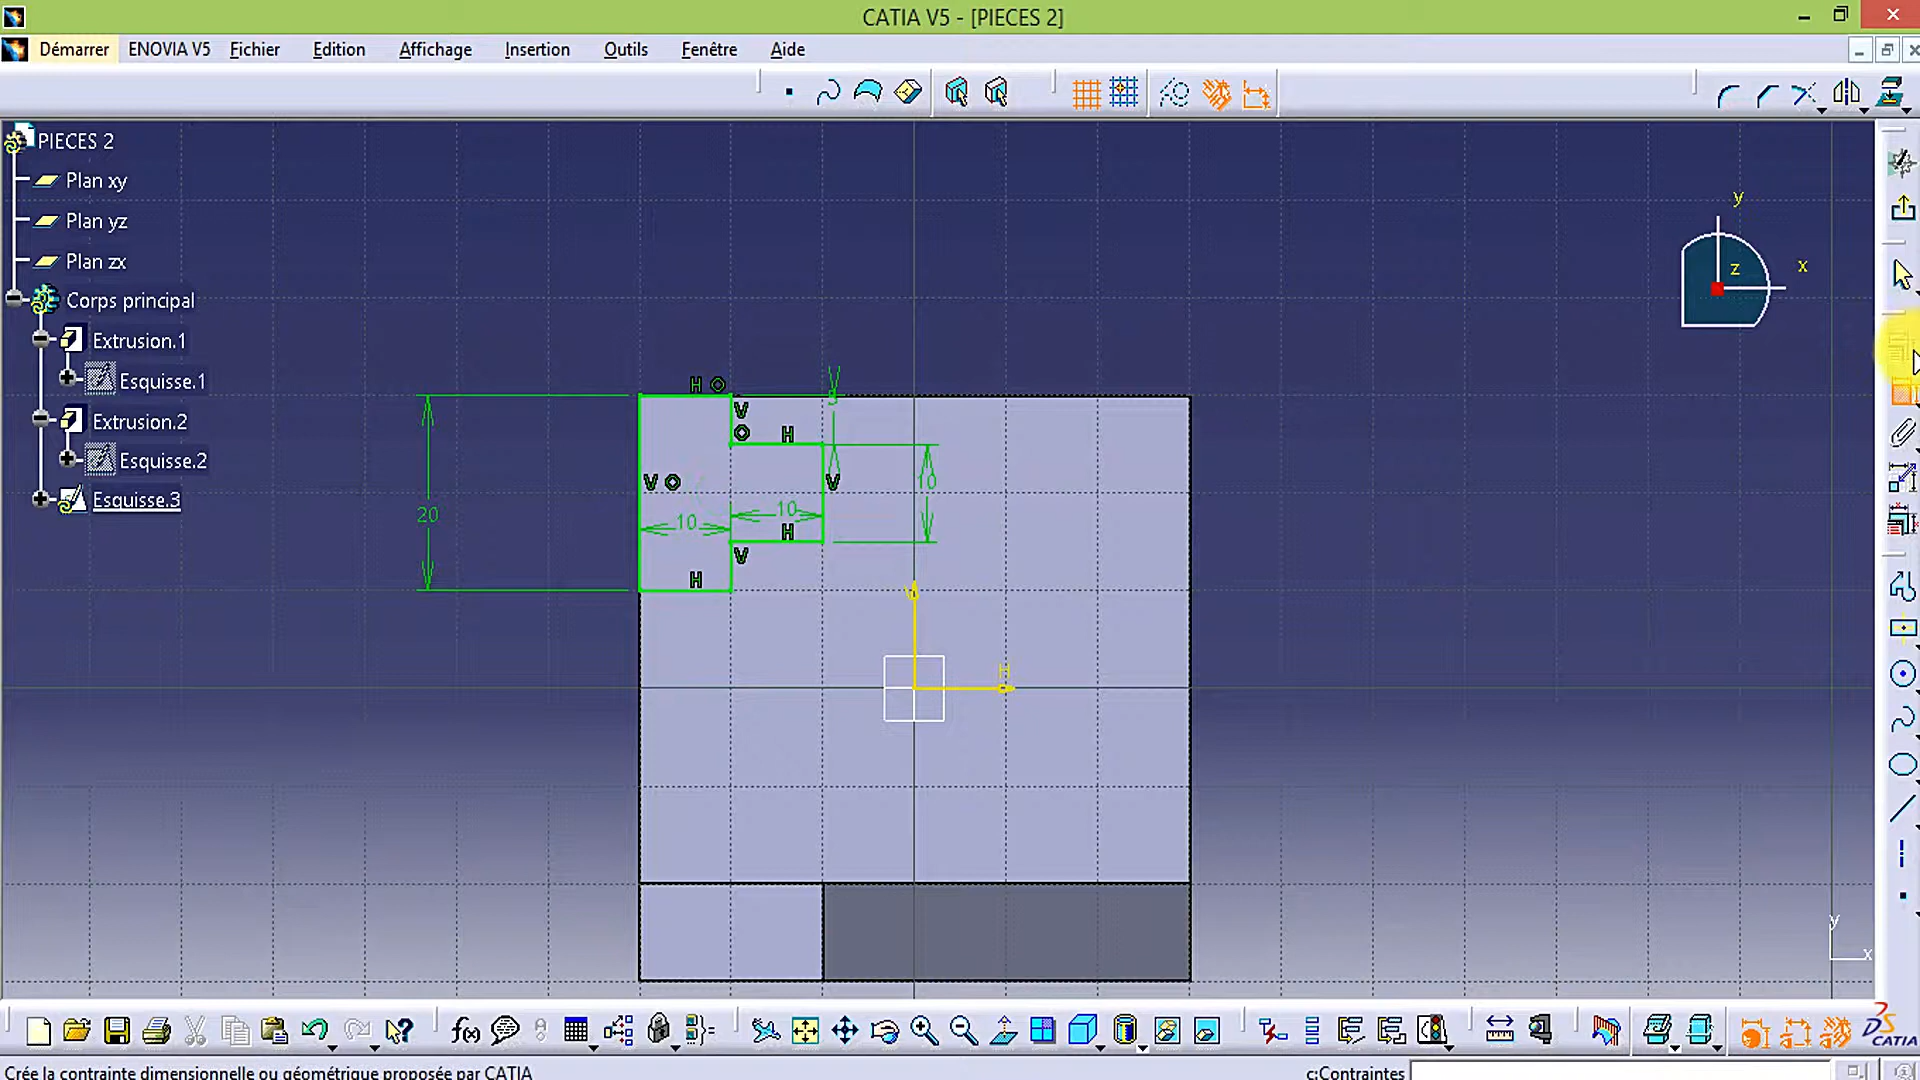 CATIA V5 - [PIECES 2]
Démarrer ENOVIA V5 Fichier Edition Affichage Insertion Outils Fenêtre Aide
PIECES 2
Plan xy
Plan yz
Plan zx
Corps principal
Extrusion.1
Esquisse.1
Extrusion.2
Esquisse.2
Esquisse.3
y
x
z
H
V
H
V
V
20
10
10
10
H
V
H
V
H
y
x
f(x)
CATIA
Crée la contrainte dimensionnelle ou géométrique proposée par CATIA
c:Contraintes